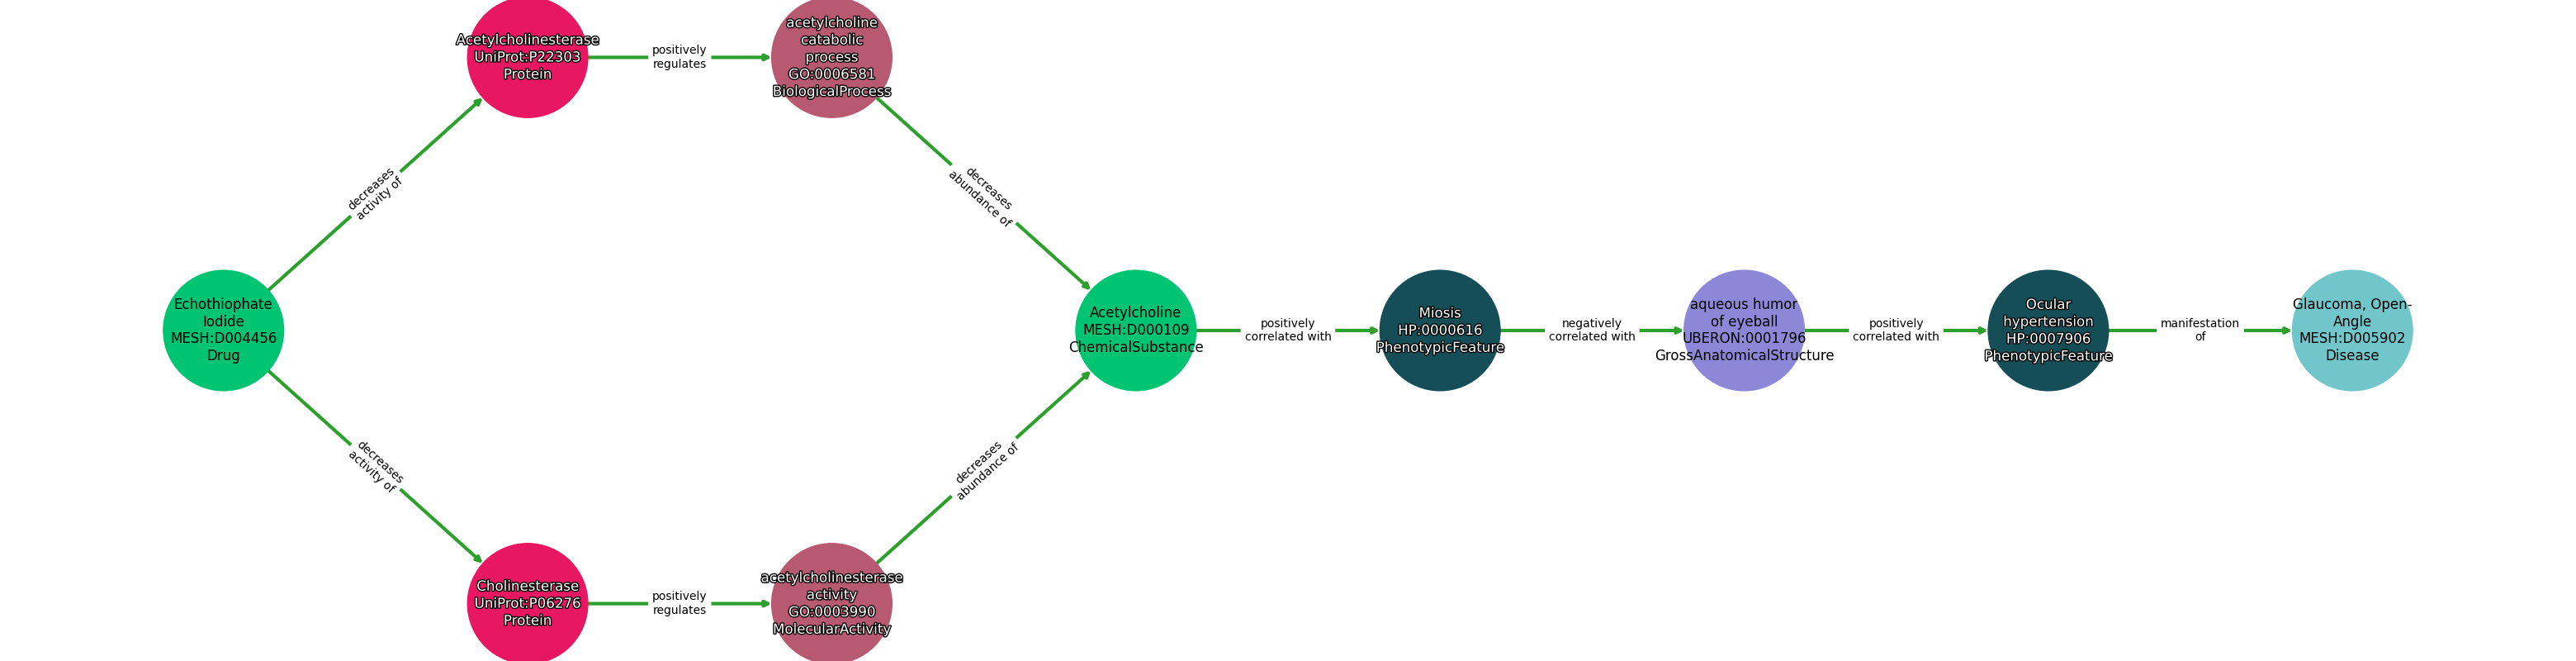 Acetylcholinesterase
UniProt:P22303
Protein
positively
regulates
acetylcholine
catabolic
process
GO:0006581
BiologicalProcess
decreases
activity of
decreases
abundance of
Echothiophate
Iodide
MESH:D004456
Drug
Acetylcholine
MESH:D000109
ChemicalSubstance
positively
correlated with
Miosis
HP:0000616
PhenotypicFeature
negatively
correlated with
aqueous humor
of eyeball
UBERON:0001796
GrossAnatomicalStructure
positively
correlated with
Ocular
hypertension
HP:0007906
PhenotypicFeature
manifestation
of
Glaucoma, Open-
Angle
MESH:D005902
Disease
decreases
activity of
decreases
abundance of
Cholinesterase
UniProt:P06276
Protein
positively
regulates
acetylcholinesterase
activity
GO:0003990
MolecularActivity